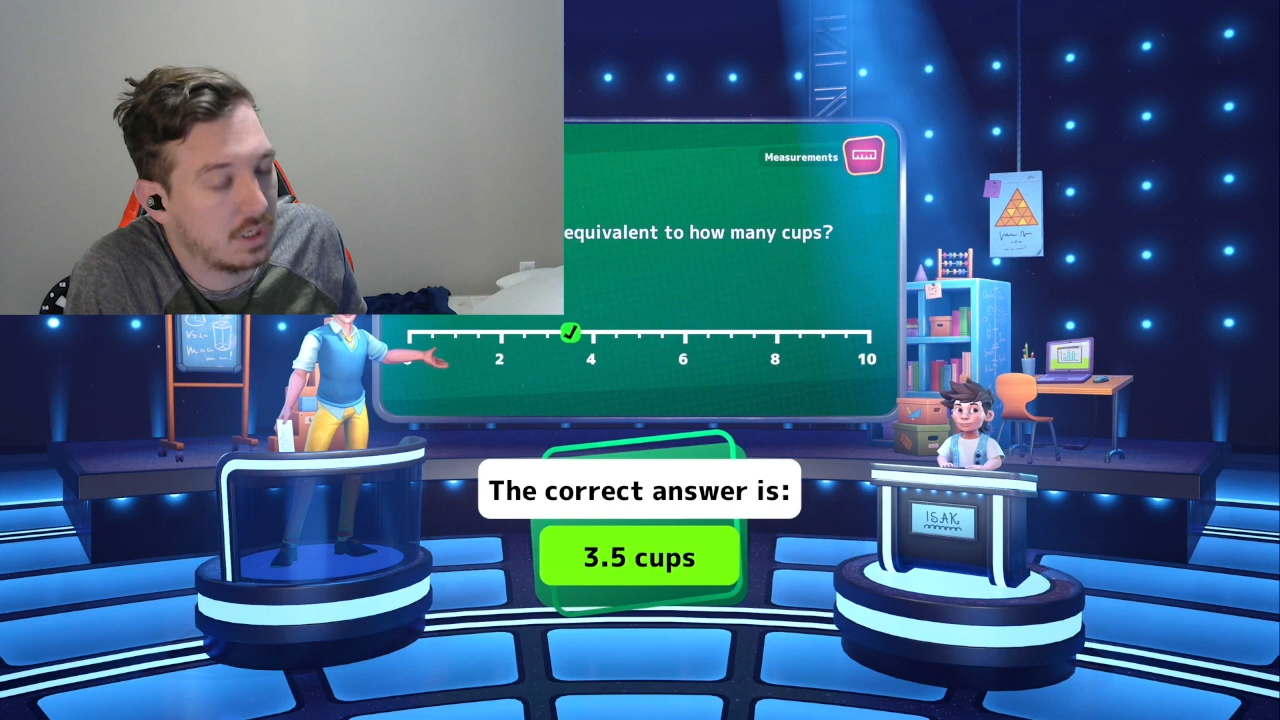 Measurements
equivalent to how many cups?
2 4 6 8 10
The correct answer is:
3.5 cups
ISAK